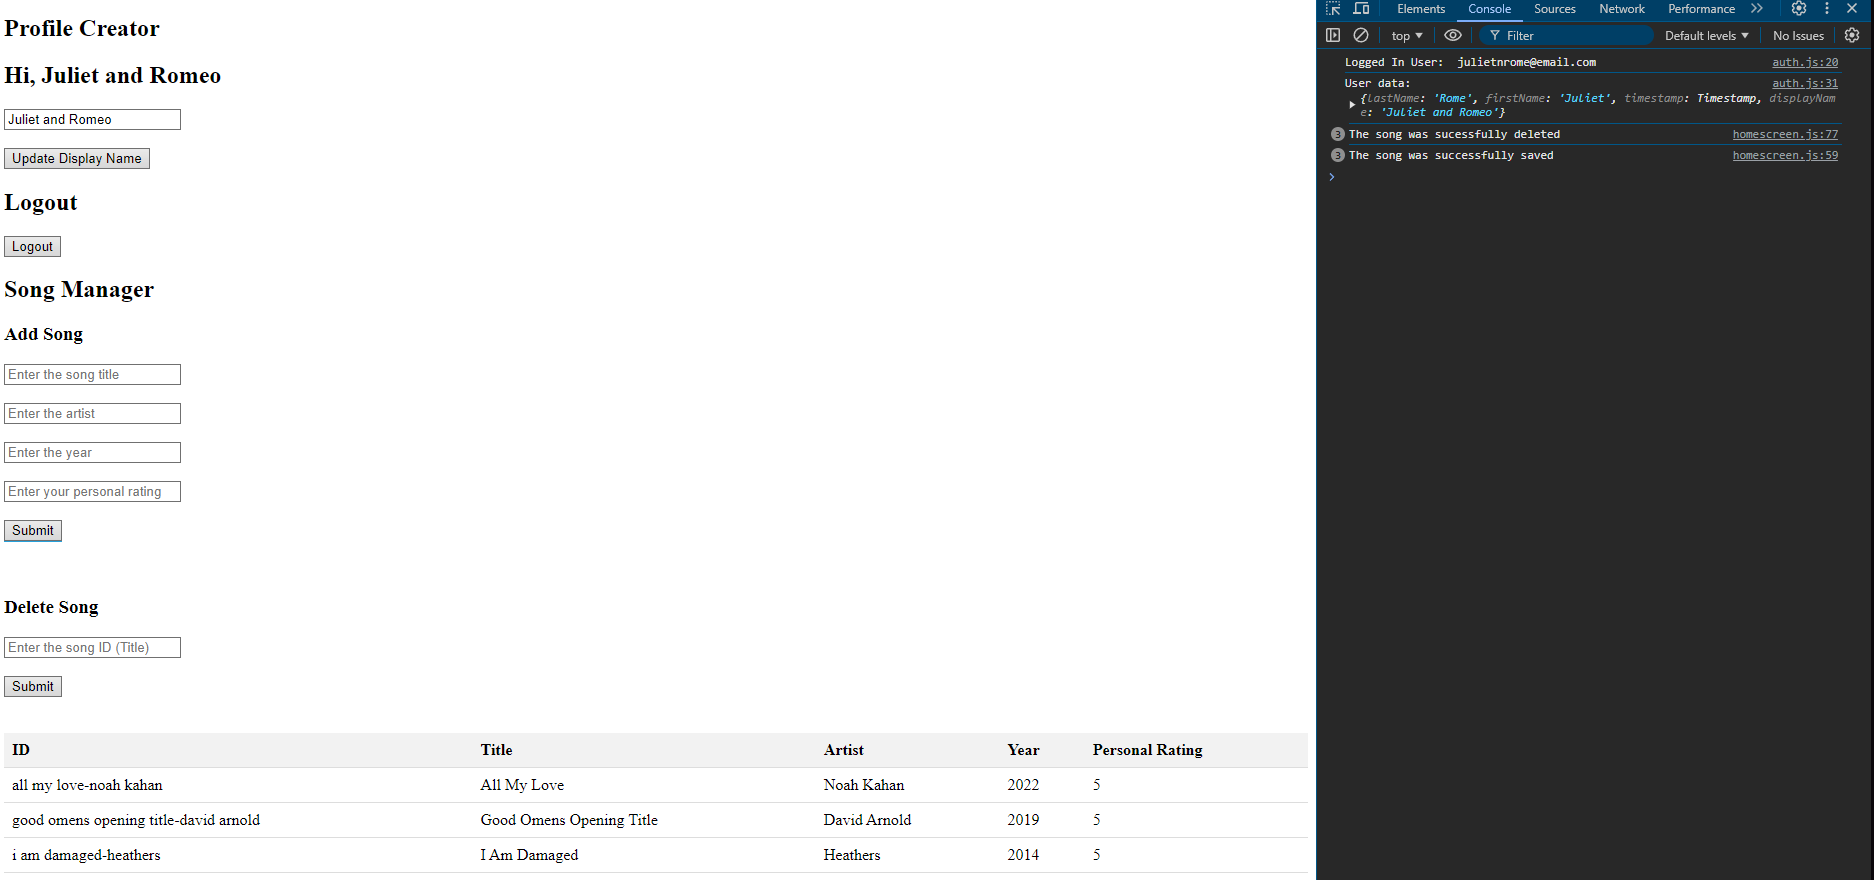 Profile Creator
Hi, Juliet and Romeo
Juliet and Romeo
Update Display Name
Logout
Logout
Song Manager
Add Song
Enter the song title
Enter the artist
Enter the year
Enter your personal rating
Submit
Delete Song
Enter the song ID (Title)
Submit
ID Title Artist Year Personal Rating
all my love-noah kahan All My Love Noah Kahan 2022 5
good omens opening title-david arnold Good Omens Opening Title David Arnold 2019 5
i am damaged-heathers I Am Damaged Heathers 2014 5
Elements Console Sources Network Performance
top Filter Default levels No Issues
Logged In User: julietnrome@email.com auth.js:20
User data: auth.js:31
{lastName: 'Rome', firstName: 'Juliet', timestamp: Timestamp, displayNam
e: 'Juliet and Romeo'}
3 The song was sucessfully deleted homescreen.js:77
3 The song was successfully saved homescreen.js:59